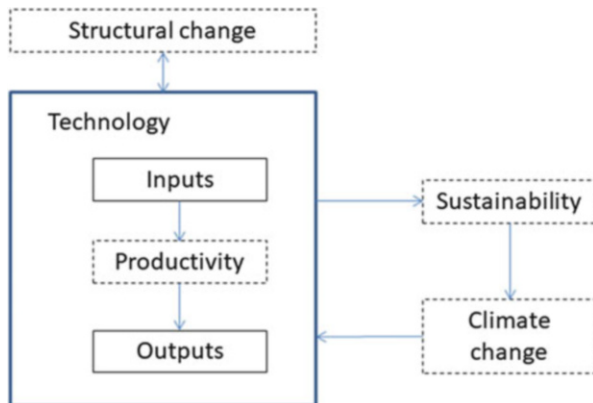 Structural change
Technology
Inputs
Productivity
Outputs
Sustainability
Climate
change